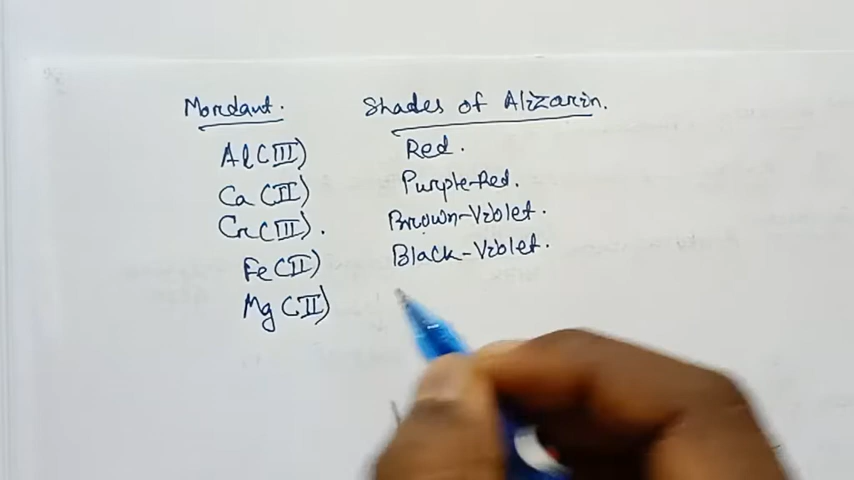 Mordant. Shades of Alizarin.
Al(III) Red.
Ca(II) Purple-Red.
Cr(III). Brown-Violet.
Fe(II) Black-Violet.
Mg(II)